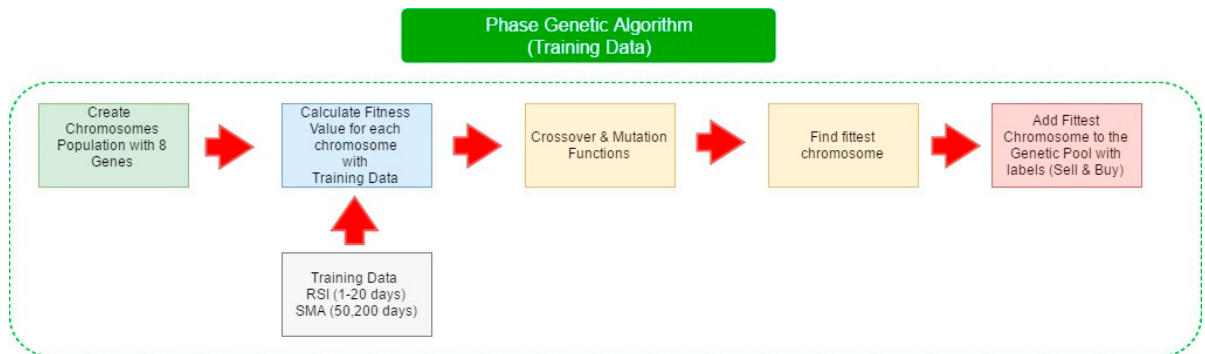 Phase Genetic Algorithm
(Training Data)
Create
Chromosomes
Population with 8
Genes
Calculate Fitness
Value for each
chromosome
with
Training Data
Crossover & Mutation
Functions
Find fittest
chromosome
Add Fittest
Chromosome to the
Genetic Pool with
labels (Sell & Buy)
Training Data
RSI (1-20 days)
SMA (50,200 days)